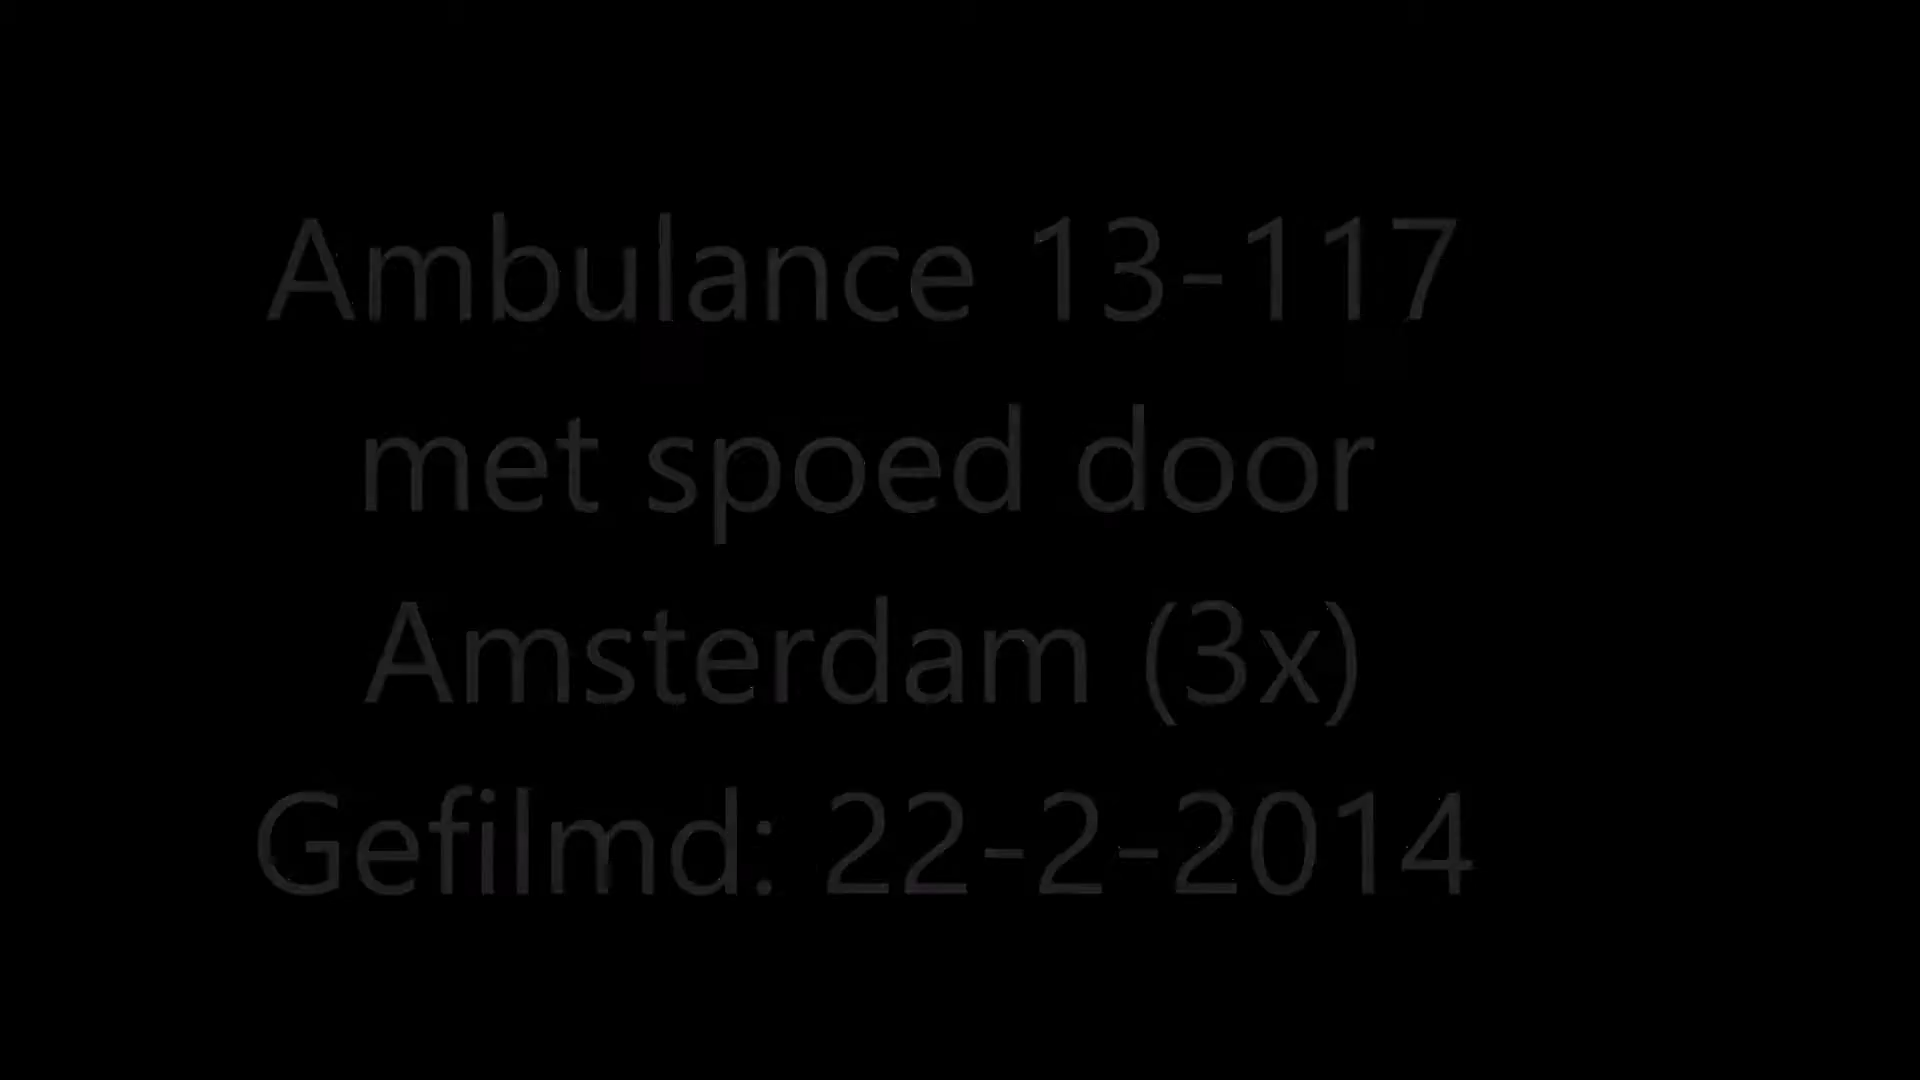 Ambulance 13-117
met spoed door
Amsterdam (3x)
Gefilmd: 22-2-2014